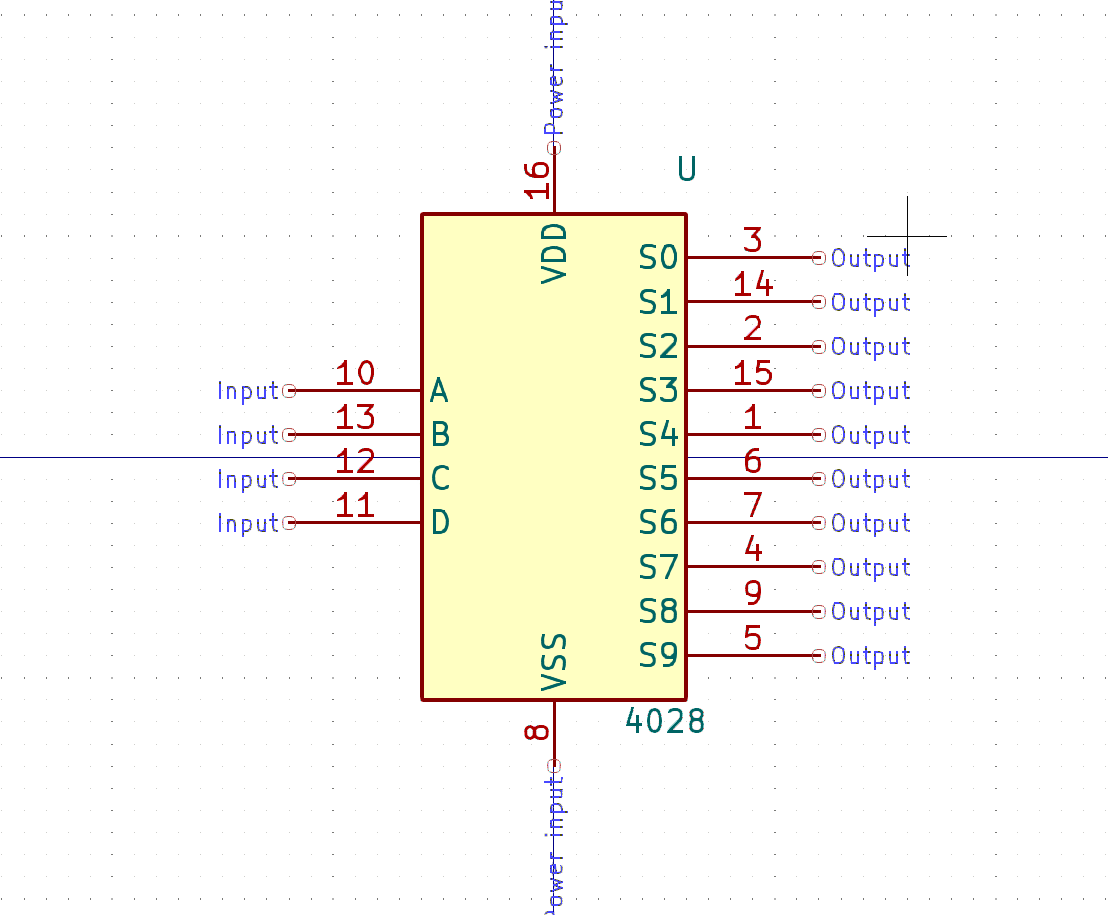 Power inpu
16
U
VDD
S0 3 Output
S1 14 Output
S2 2 Output
Input 10 A S3 15 Output
Input 13 B S4 1 Output
Input 12 C S5 6 Output
Input 11 D S6 7 Output
S7 4 Output
S8 9 Output
S9 5 Output
VSS
4028
8
ower input